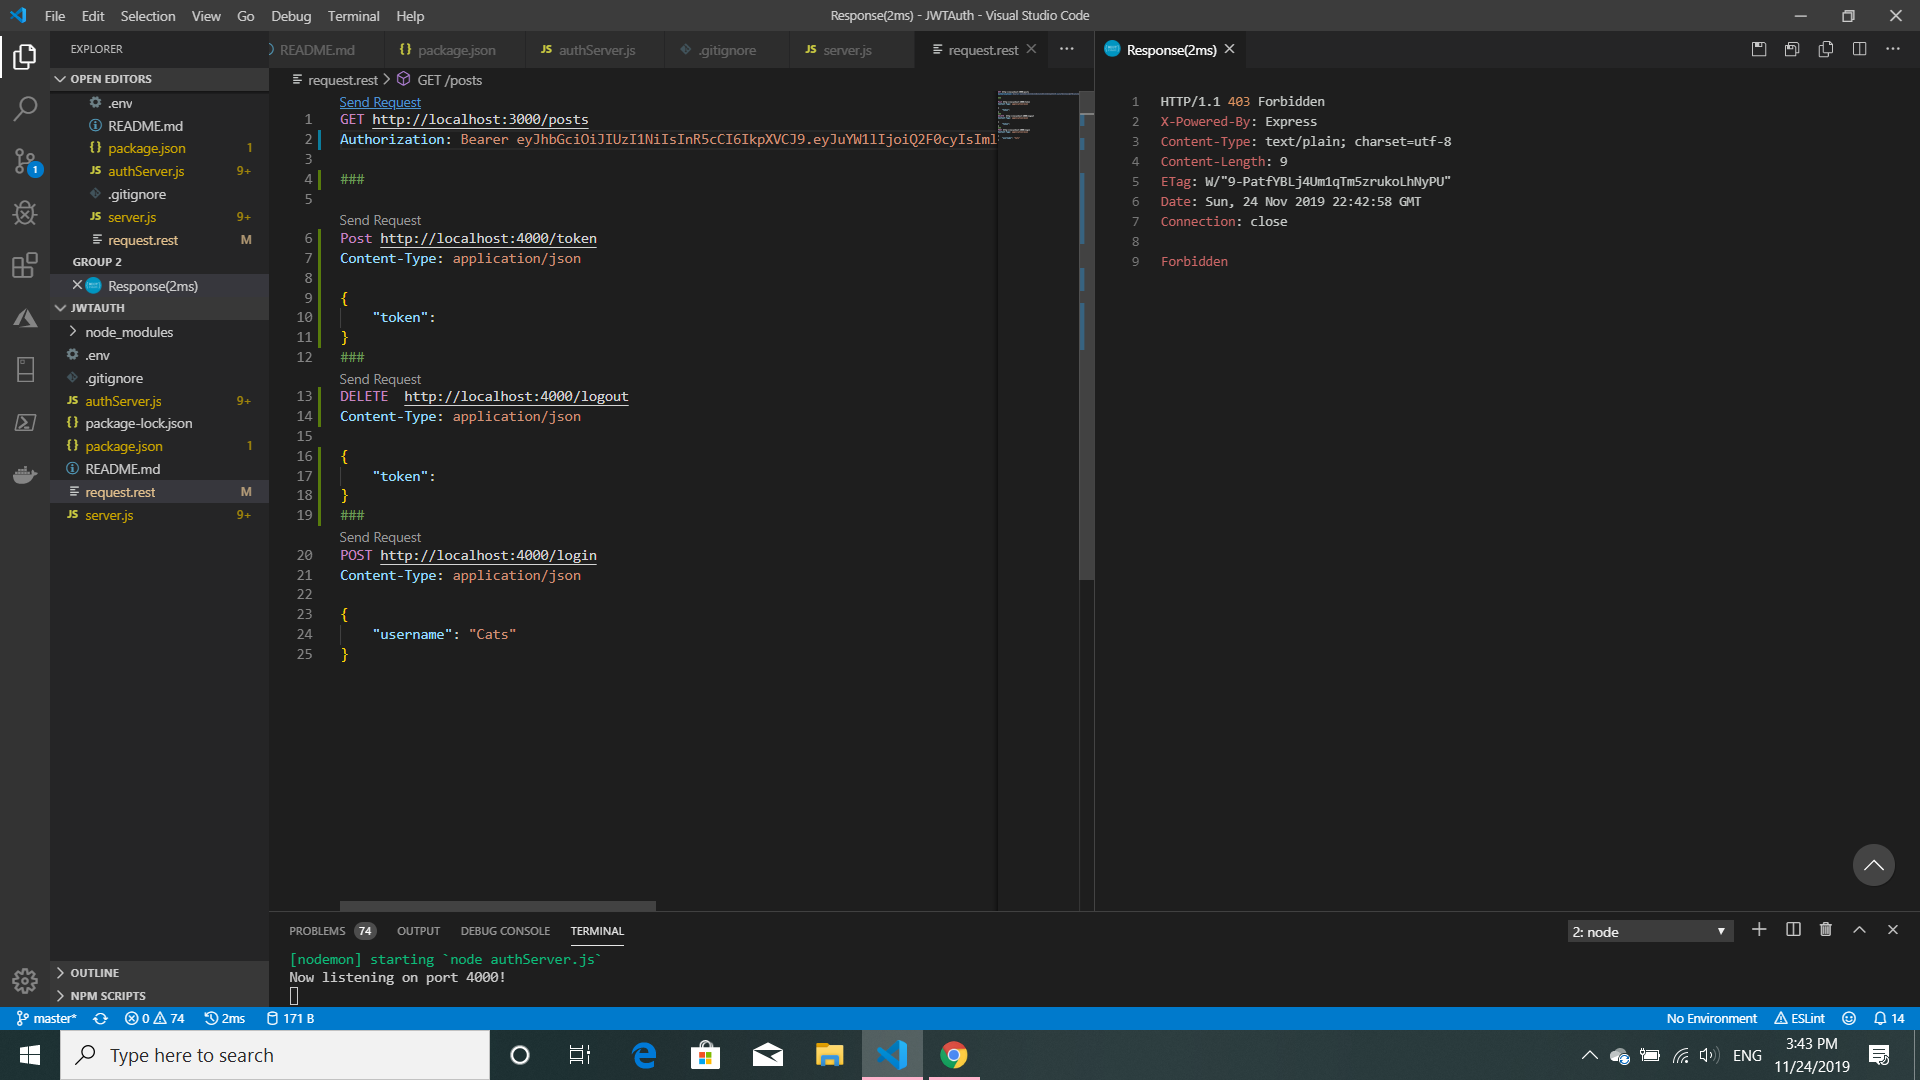 File Edit Selection View Go Debug Terminal Help
Response(2ms) - JWTAuth - Visual Studio Code
EXPLORER
OPEN EDITORS
.env
README.md
package.json 1
authServer.js 9+
.gitignore
server.js 9+
request.rest M
GROUP 2
Response(2ms)
JWTAUTH
node_modules
.env
.gitignore
authServer.js 9+
package-lock.json
package.json 1
README.md
request.rest M
server.js 9+
OUTLINE
NPM SCRIPTS
1
README.md package.json authServer.js .gitignore server.js request.rest
request.rest > GET /posts
Send Request
1 GET http://localhost:3000/posts
2 Authorization: Bearer eyJhbGciOiJIUzI1NiIsInR5cCI6IkpXVCJ9.eyJuYW1lIjoiQ2F0cyIsIml
3
4 ###
5
Send Request
6 Post http://localhost:4000/token
7 Content-Type: application/json
8
9 {
10 "token":
11 }
12 ###
Send Request
13 DELETE http://localhost:4000/logout
14 Content-Type: application/json
15
16 {
17 "token":
18 }
19 ###
Send Request
20 POST http://localhost:4000/login
21 Content-Type: application/json
22
23 {
24 "username": "Cats"
25 }
Response(2ms)
1 HTTP/1.1 403 Forbidden
2 X-Powered-By: Express
3 Content-Type: text/plain; charset=utf-8
4 Content-Length: 9
5 ETag: W/"9-PatfYBLj4Um1qTm5zrukoLhNyPU"
6 Date: Sun, 24 Nov 2019 22:42:58 GMT
7 Connection: close
8
9 Forbidden
PROBLEMS 74 OUTPUT DEBUG CONSOLE TERMINAL
2: node
[nodemon] starting `node authServer.js`
Now listening on port 4000!
master* 0 74 2ms 171 B
No Environment ESLint 14
Type here to search
ENG
3:43 PM
11/24/2019